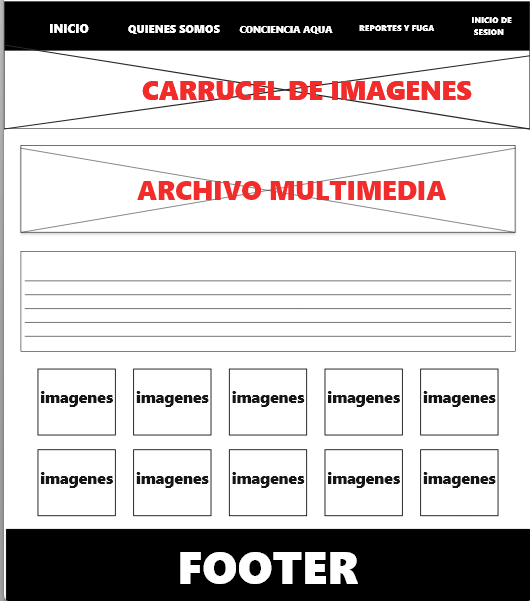 INICIO QUIENES SOMOS CONCIENCIA AQUA REPORTES Y FUGA INICIO DE
SESION
CARRUCEL DE IMAGENES
ARCHIVO MULTIMEDIA
imagenes imagenes imagenes imagenes imagenes
imagenes imagenes imagenes imagenes imagenes
FOOTER